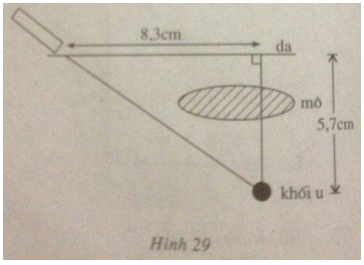 8,3cm
da
mô
5,7cm
khối u
Hình 29